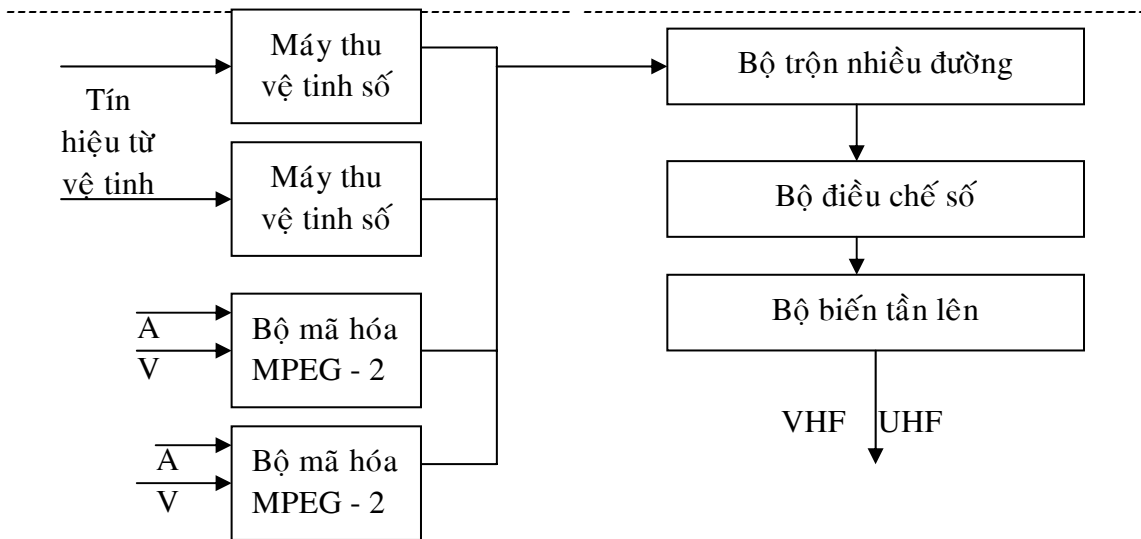 Máy thu
vệ tinh số
Tín
hiệu từ
vệ tinh
Máy thu
vệ tinh số
A
V
Bộ mã hóa
MPEG - 2
A
V
Bộ mã hóa
MPEG - 2
Bộ trộn nhiều đường
Bộ điều chế số
Bộ biến tần lên
VHF UHF